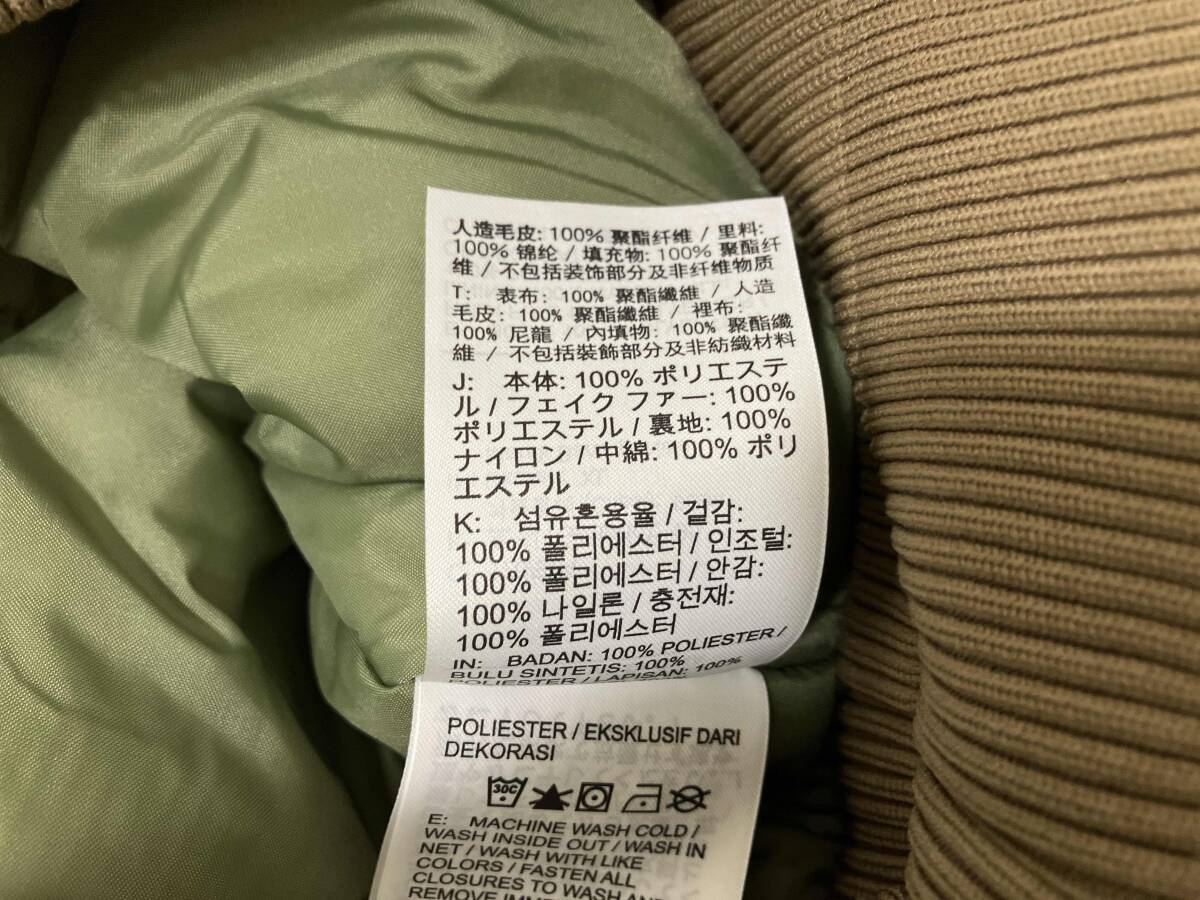 人造毛皮: 100% 聚酯纤维 / 里料:
100% 锦纶 / 填充物: 100% 聚酯纤
维 / 不包括装饰部分及非纤维物质
T: 表布: 100% 聚酯纖維 / 人造
毛皮: 100% 聚酯纖維 / 裡布:
100% 尼龍 / 內填物: 100% 聚酯纖
維 / 不包括裝飾部分及非紡織材料
J: 本体: 100% ポリエステ
ル / フェイク ファー: 100%
ポリエステル / 裏地: 100%
ナイロン / 中綿: 100% ポリ
エステル
K: 섬유혼용율 / 겉감:
100% 폴리에스터 / 인조털:
100% 폴리에스터 / 안감:
100% 나일론 / 충전재:
100% 폴리에스터
IN: BADAN: 100% POLIESTER /
BULU SINTETIS: 100%
POLIESTER / LAPISAN: 100%
POLIESTER / EKSKLUSIF DARI
DEKORASI
30C
E: MACHINE WASH COLD /
WASH INSIDE OUT / WASH IN
NET / WASH WITH LIKE
COLORS / FASTEN ALL
CLOSURES TO WASH AND
REMOVE